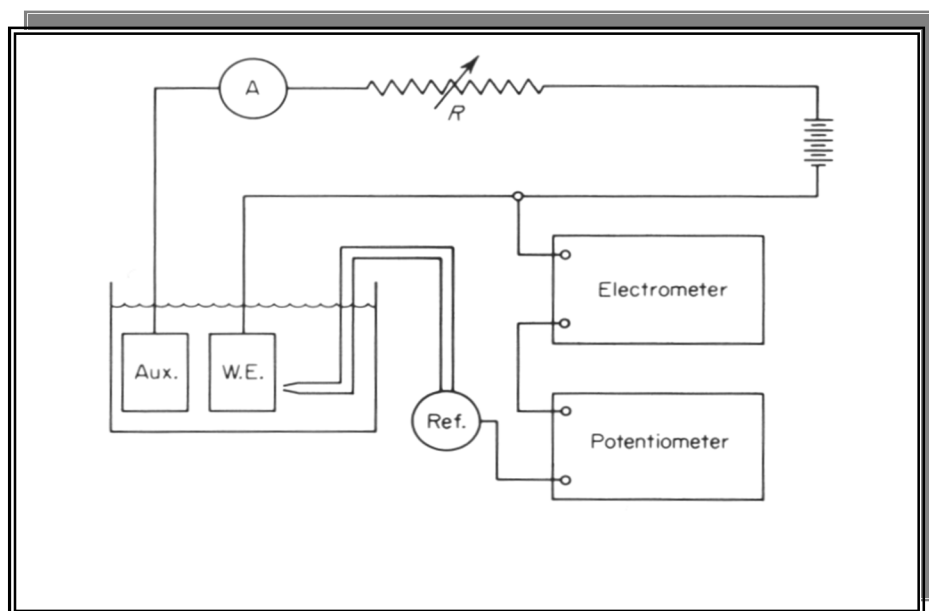 A
R
Electrometer
Aux.
W.E.
Ref.
Potentiometer